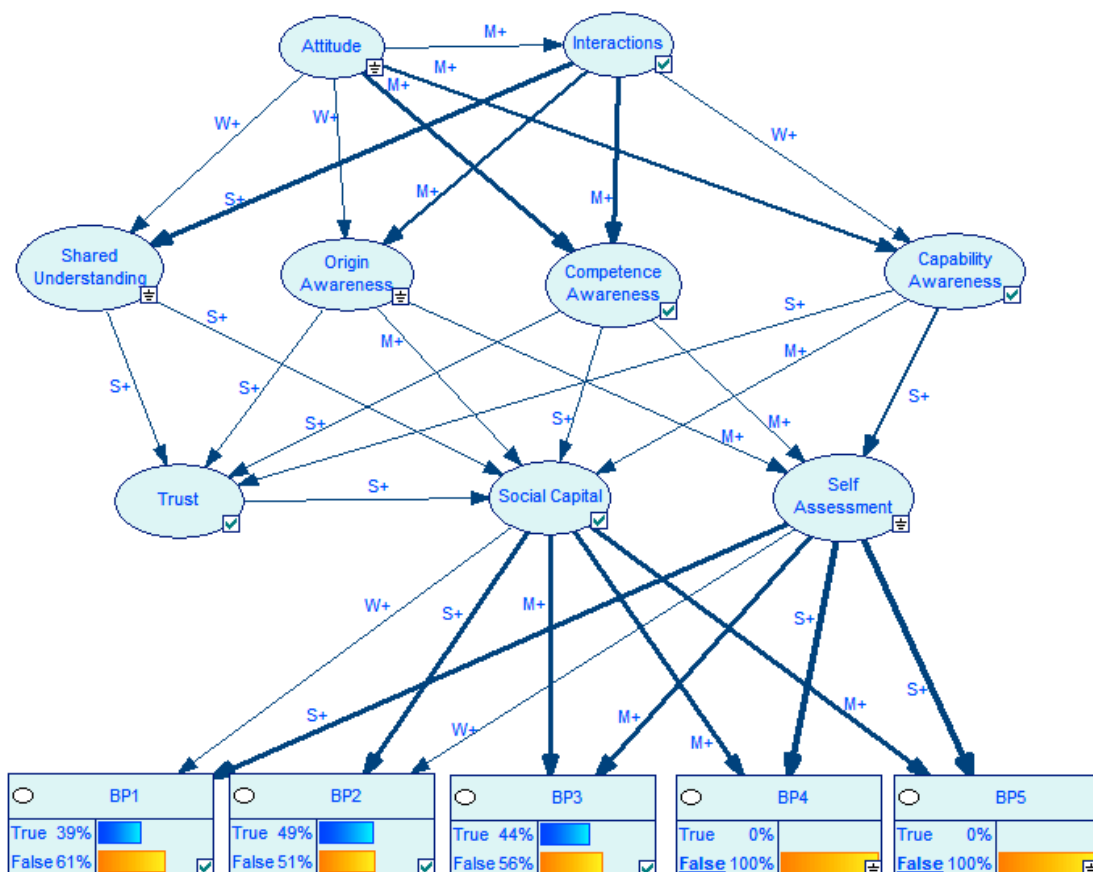 Attitude
M+
Interactions
M+
M+
W+
W+
W+
S+
M+
M+
Shared
Understanding
Origin
Awareness
Competence
Awareness
Capability
Awareness
S+
M+
S+
M+
S+
S+
S+
S+
M+
M+
S+
Trust
S+
Social Capital
Self
Assessment
W+
S+
M+
S+
S+
W+
M+
M+
S+
M+
BP1
True 39%
False 61%
BP2
True 49%
False 51%
BP3
True 44%
False 56%
BP4
True 0%
False 100%
BP5
True 0%
False 100%